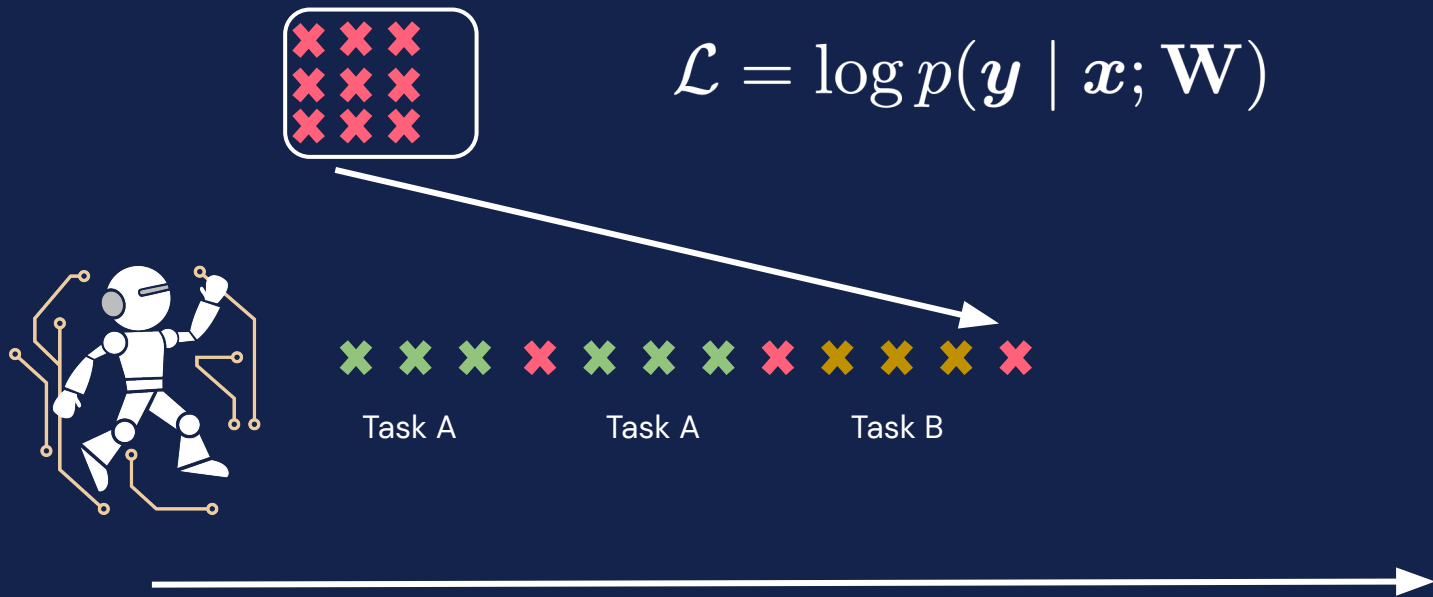 ℒ = log p(𝒚 | 𝒙; 𝐖)
Task A Task A Task B